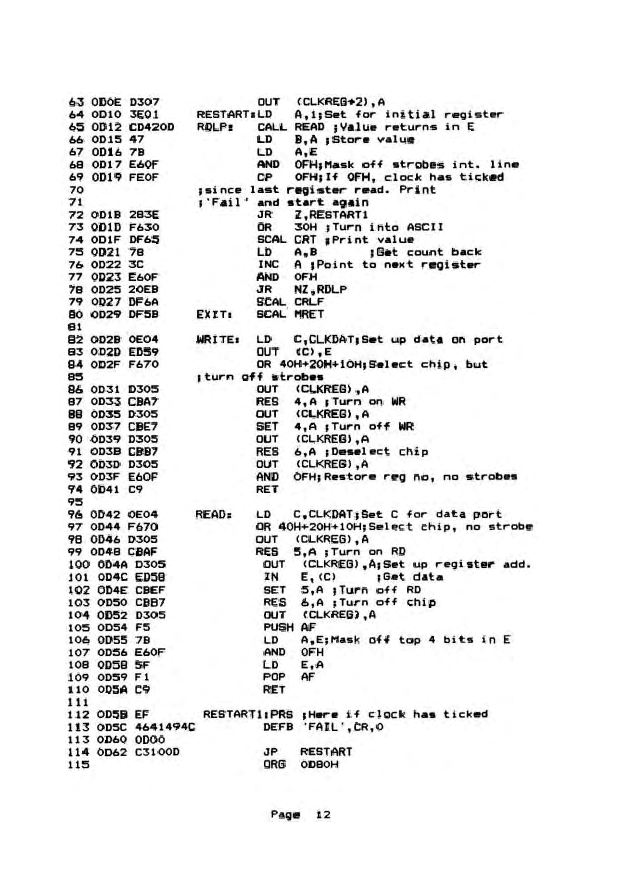 63 0D0E D307 OUT (CLKREG+2),A
64 0D10 3E01 RESTART:LD A,1;Set for initial register
65 0D12 CD420D RDLP: CALL READ ;Value returns in E
66 0D15 47 LD B,A ;Store value
67 0D16 7B LD A,E
68 0D17 E60F AND 0FH;Mask off strobes int. line
69 0D19 FE0F CP 0FH;If 0FH, clock has ticked
70 ;since last register read. Print
71 ;'Fail' and start again
72 0D1B 283E JR Z,RESTART1
73 0D1D F630 OR 30H ;Turn into ASCII
74 0D1F DF65 SCAL CRT ;Print value
75 0D21 78 LD A,B ;Get count back
76 0D22 3C INC A ;Point to next register
77 0D23 E60F AND 0FH
78 0D25 20EB JR NZ,RDLP
79 0D27 DF6A SCAL CRLF
80 0D29 DF5B EXIT: SCAL MRET
81
82 0D2B 0E04 WRITE: LD C,CLKDAT;Set up data on port
83 0D2D ED59 OUT (C),E
84 0D2F F670 OR 40H+20H+10H;Select chip, but
85 ;turn off strobes
86 0D31 D305 OUT (CLKREG),A
87 0D33 CBA7 RES 4,A ;Turn on WR
88 0D35 D305 OUT (CLKREG),A
89 0D37 CBE7 SET 4,A ;Turn off WR
90 0D39 D305 OUT (CLKREG),A
91 0D3B CBB7 RES 6,A ;Deselect chip
92 0D3D D305 OUT (CLKREG),A
93 0D3F E60F AND 0FH;Restore reg no, no strobes
94 0D41 C9 RET
95
96 0D42 0E04 READ: LD C,CLKDAT;Set C for data port
97 0D44 F670 OR 40H+20H+10H;Select chip, no strobe
98 0D46 D305 OUT (CLKREG),A
99 0D48 CBAF RES 5,A ;Turn on RD
100 0D4A D305 OUT (CLKREG),A;Set up register add.
101 0D4C ED58 IN E,(C) ;Get data
102 0D4E CBEF SET 5,A ;Turn off RD
103 0D50 CBB7 RES 6,A ;Turn off chip
104 0D52 D305 OUT (CLKREG),A
105 0D54 F5 PUSH AF
106 0D55 7B LD A,E;Mask off top 4 bits in E
107 0D56 E60F AND 0FH
108 0D58 5F LD E,A
109 0D59 F1 POP AF
110 0D5A C9 RET
111
112 0D5B EF RESTART1:PRS ;Here if clock has ticked
113 0D5C 4641494C DEFB 'FAIL',CR,0
113 0D60 0D00
114 0D62 C3100D JP RESTART
115 ORG 0D80H
Page 12